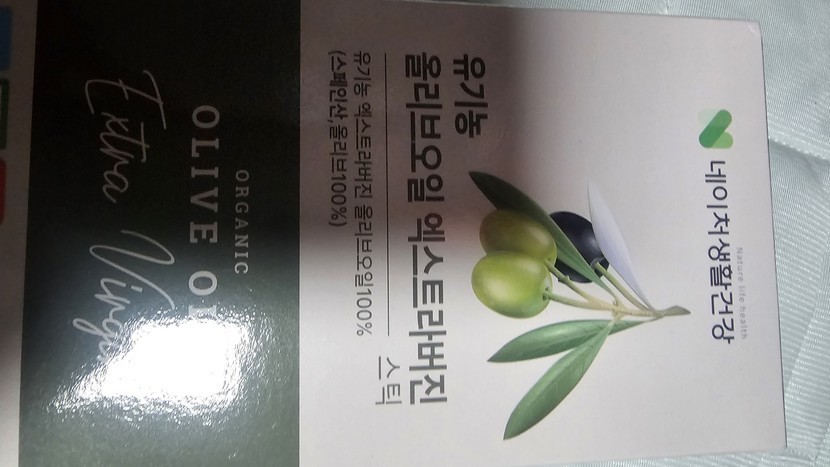 네이처생활건강
Nature life health
유기농
올리브오일 엑스트라버진
스틱
유기농 엑스트라버진 올리브오일100%
(스페인산,올리브100%)
ORGANIC
OLIVE
Extra Virgin